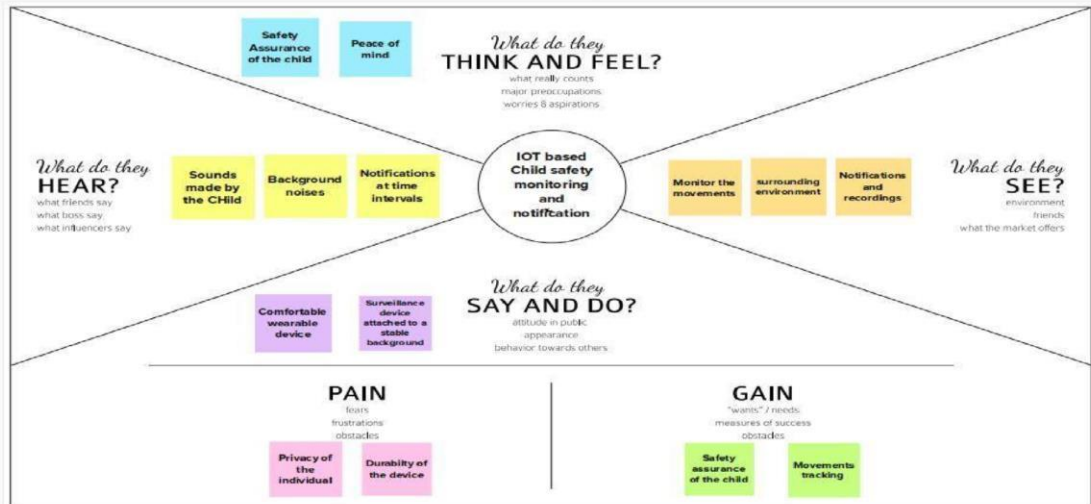 Safety
Assurance
of the child
Peace of
mind
What do they
THINK AND FEEL?
what really counts
major preoccupations
worries & aspirations
What do they
HEAR?
what friends say
what boss say
what influencers say
Sounds
made by
the CHild
Background
noises
Notifications
at time
intervals
IOT based
Child safety
monitoring
and
notification
Monitor the
movements
surrounding
environment
Notifications
and
recordings
What do they
SEE?
environment
friends
what the market offers
Comfortable
wearable
device
Surveillance
device
attached to a
stable
background
What do they
SAY AND DO?
attitude in public
appearance
behavior towards others
PAIN
fears
frustrations
obstacles
Privacy of
the
individual
Durabilty of
the device
GAIN
"wants" / needs
measures of success
obstacles
Safety
assurance
of the child
Movements
tracking